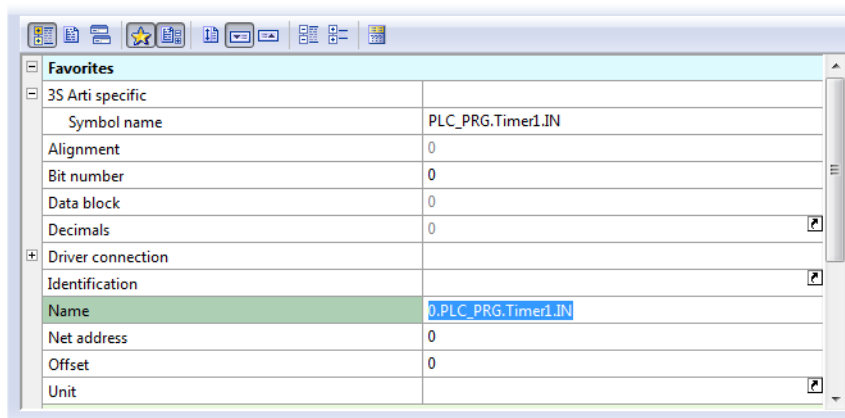 Favorites
3S Arti specific
Symbol name PLC_PRG.Timer1.IN
Alignment 0
Bit number 0
Data block 0
Decimals 0
Driver connection
Identification
Name 0.PLC_PRG.Timer1.IN
Net address 0
Offset 0
Unit